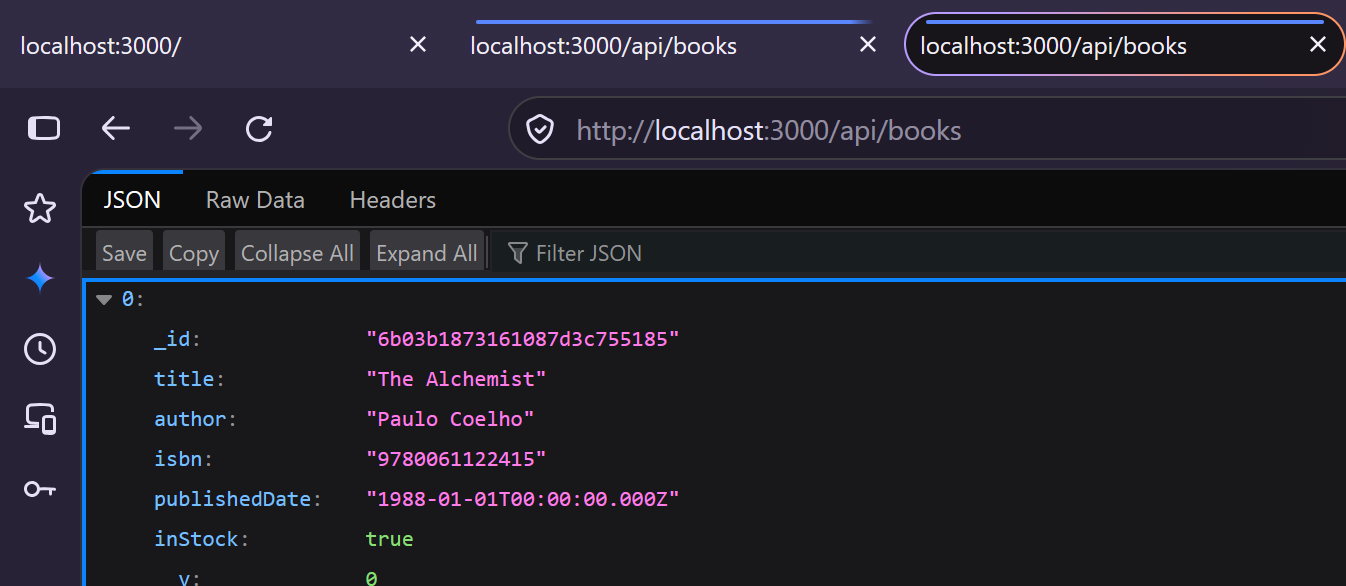 localhost:3000/ localhost:3000/api/books localhost:3000/api/books
http://localhost:3000/api/books
JSON Raw Data Headers
Save Copy Collapse All Expand All Filter JSON
0:
_id: "6b03b1873161087d3c755185"
title: "The Alchemist"
author: "Paulo Coelho"
isbn: "9780061122415"
publishedDate: "1988-01-01T00:00:00.000Z"
inStock: true
__v: 0